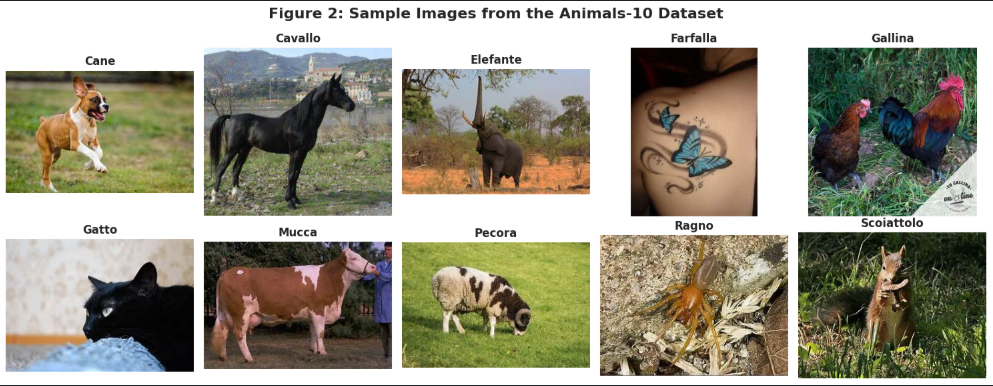 Figure 2: Sample Images from the Animals-10 Dataset
Cane
Cavallo
Elefante
Farfalla
Gallina
Gatto
Mucca
Pecora
Ragno
Scoiattolo